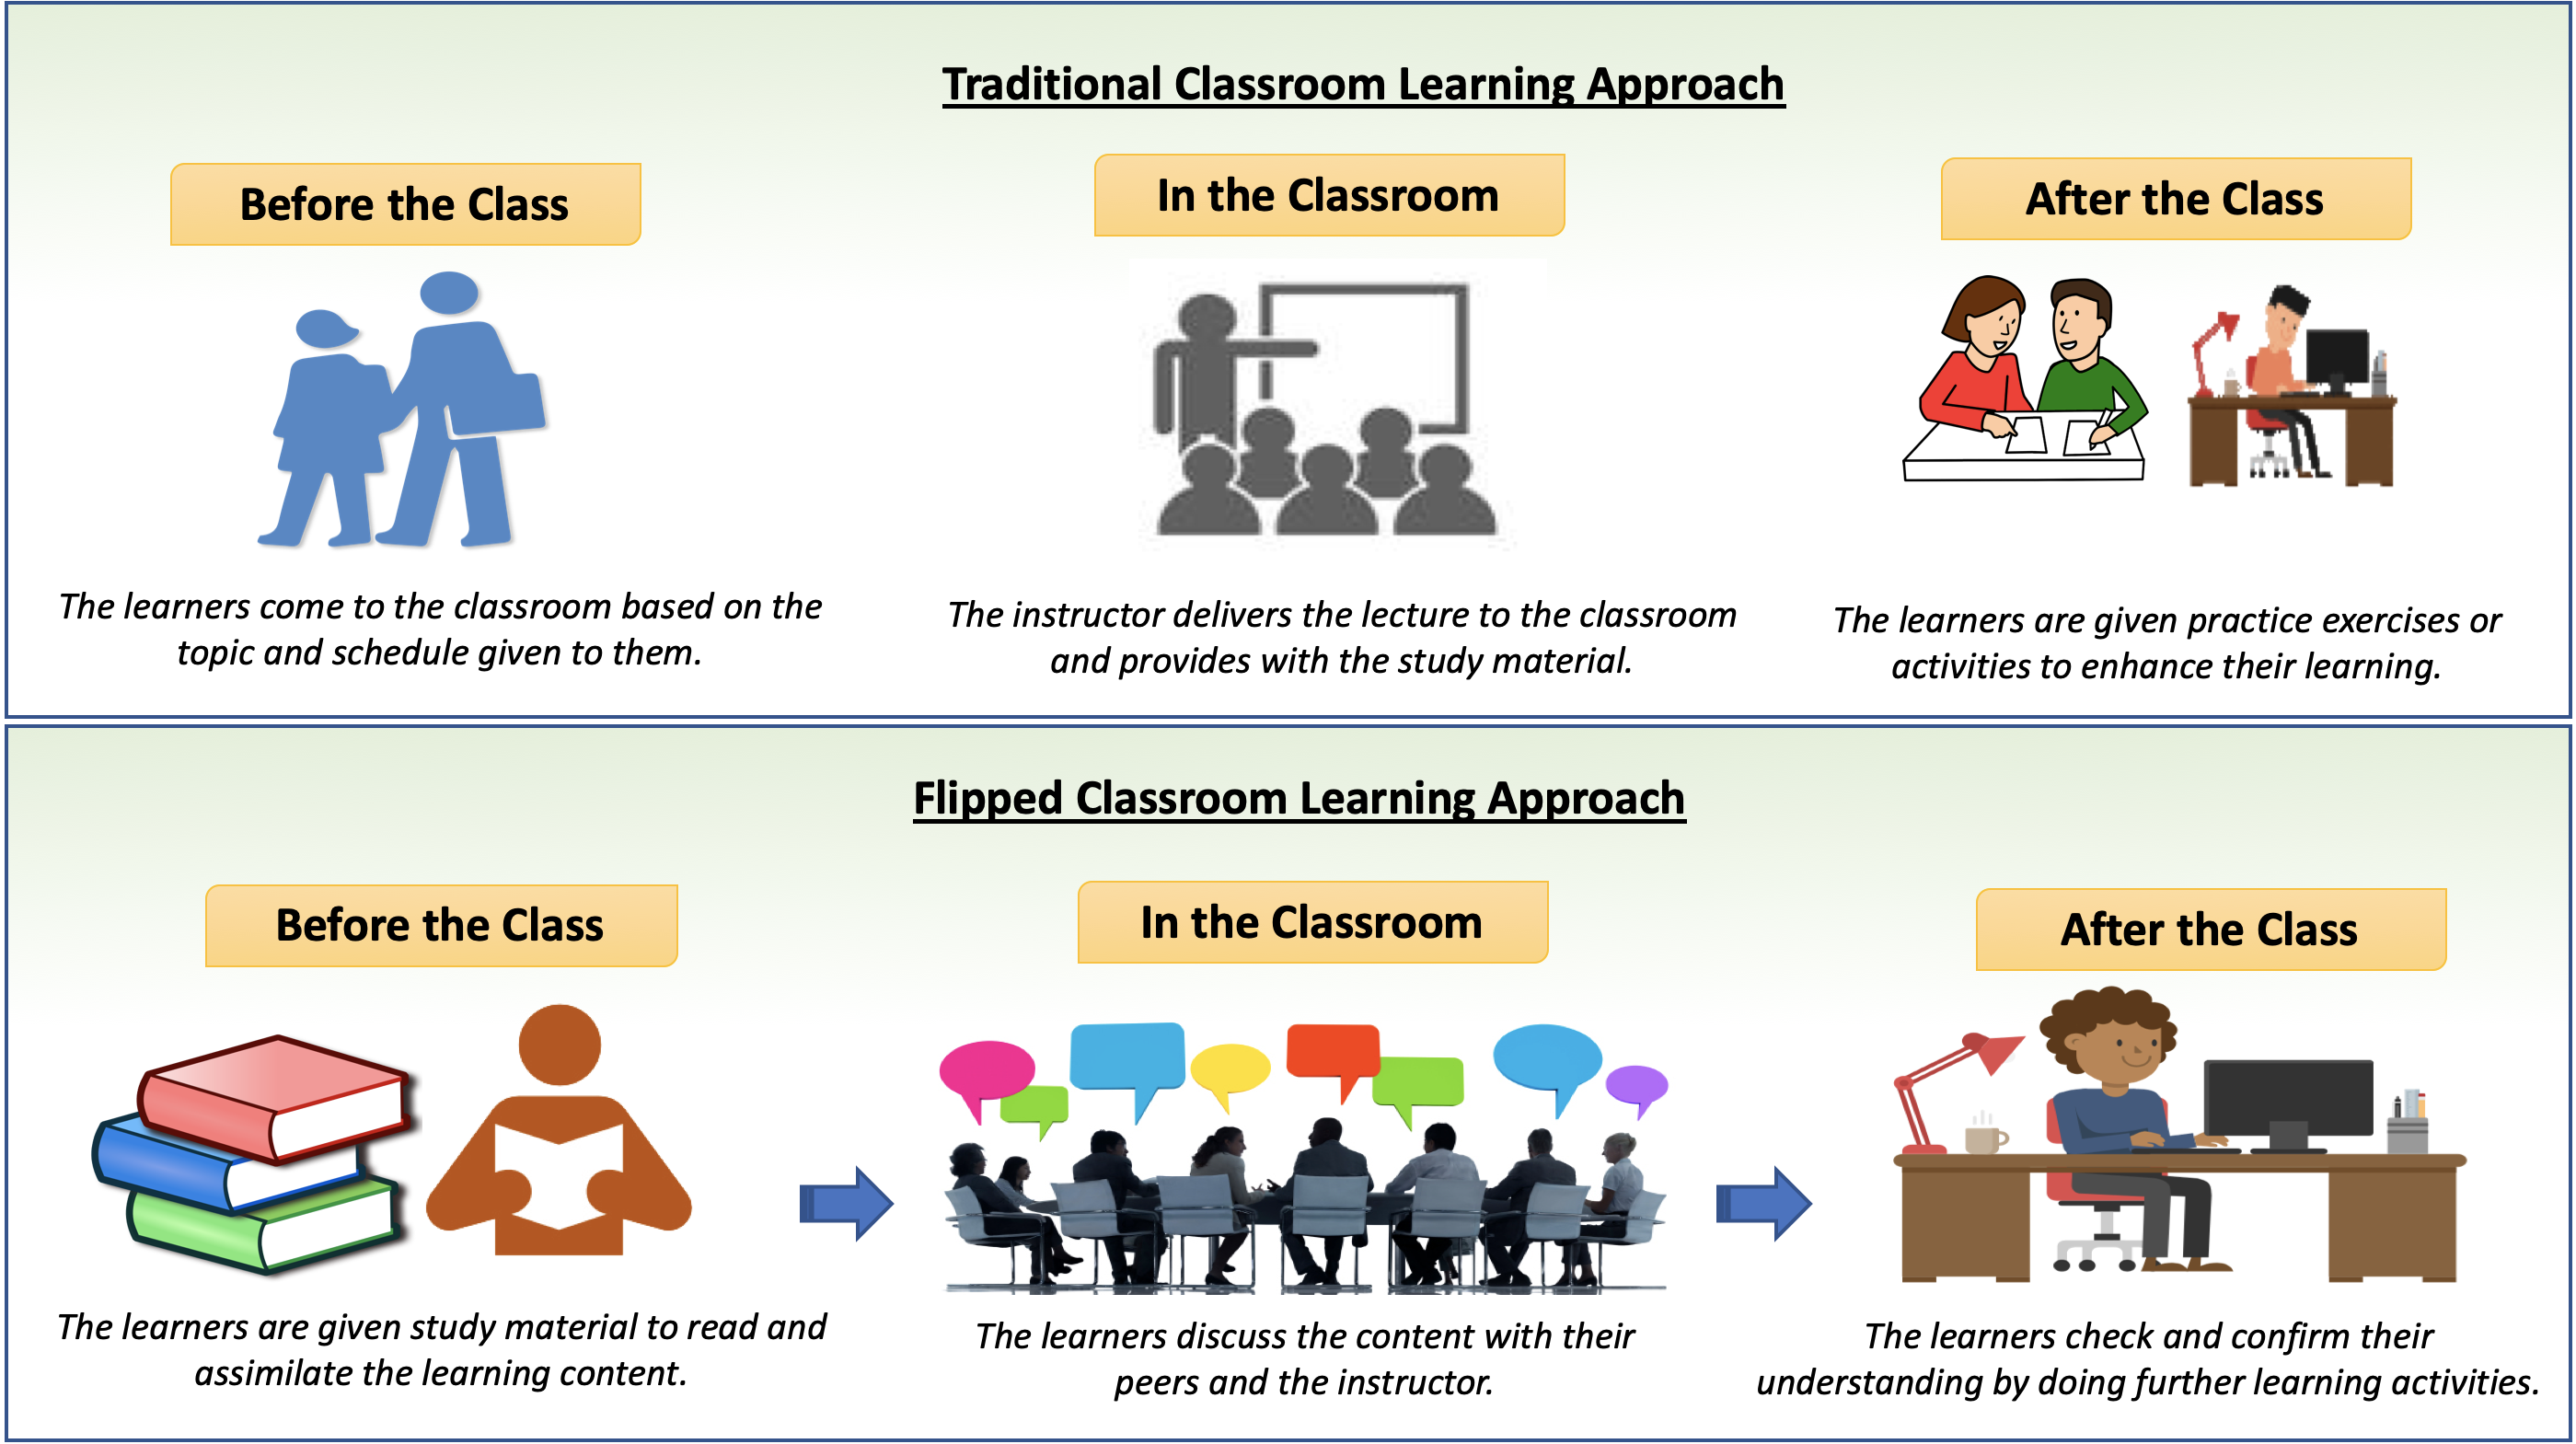 Traditional Classroom Learning Approach
Before the Class
In the Classroom
After the Class
The learners come to the classroom based on the
topic and schedule given to them.
The instructor delivers the lecture to the classroom
and provides with the study material.
The learners are given practice exercises or
activities to enhance their learning.
Flipped Classroom Learning Approach
Before the Class
In the Classroom
After the Class
The learners are given study material to read and
assimilate the learning content.
The learners discuss the content with their
peers and the instructor.
The learners check and confirm their
understanding by doing further learning activities.